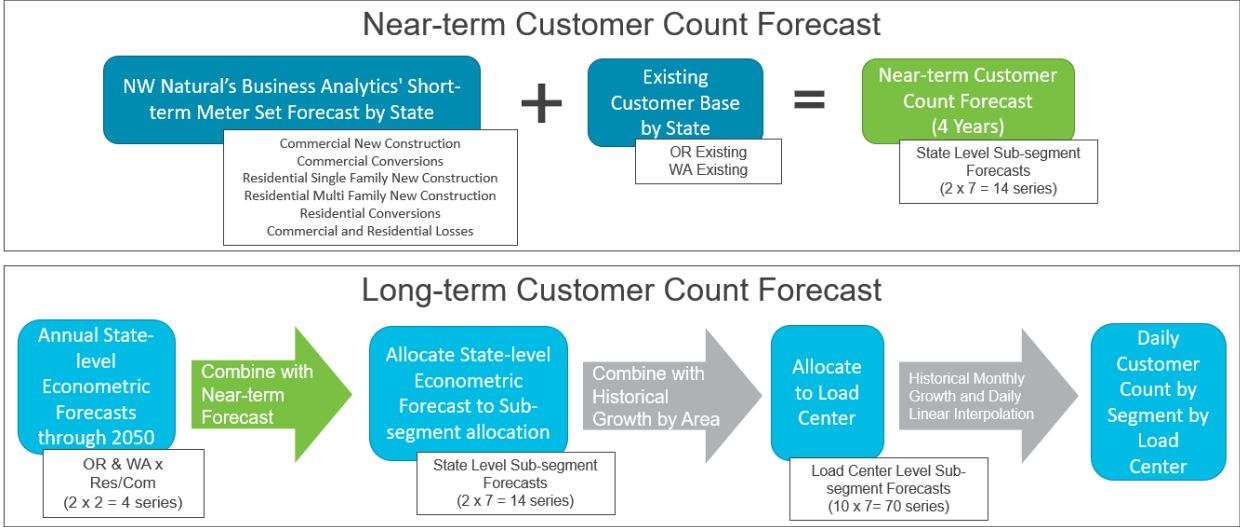 Near-term Customer Count Forecast
NW Natural's Business Analytics' Short-
term Meter Set Forecast by State
Commercial New Construction
Commercial Conversions
Residential Single Family New Construction
Residential Multi Family New Construction
Residential Conversions
Commercial and Residential Losses
+
Existing
Customer Base
by State
OR Existing
WA Existing
=
Near-term Customer
Count Forecast
(4 Years)
State Level Sub-segment
Forecasts
(2 x 7 = 14 series)
Long-term Customer Count Forecast
Annual State-
level
Econometric
Forecasts
through 2050
OR & WA x
Res/Com
(2 x 2 = 4 series)
Combine with
Near-term
Forecast
Allocate State-level
Econometric
Forecast to Sub-
segment allocation
State Level Sub-segment
Forecasts
(2 x 7 = 14 series)
Combine with
Historical
Growth by Area
Allocate
to Load
Center
Load Center Level Sub-
segment Forecasts
(10 x 7= 70 series)
Historical Monthly
Growth and Daily
Linear Interpolation
Daily
Customer
Count by
Segment by
Load
Center